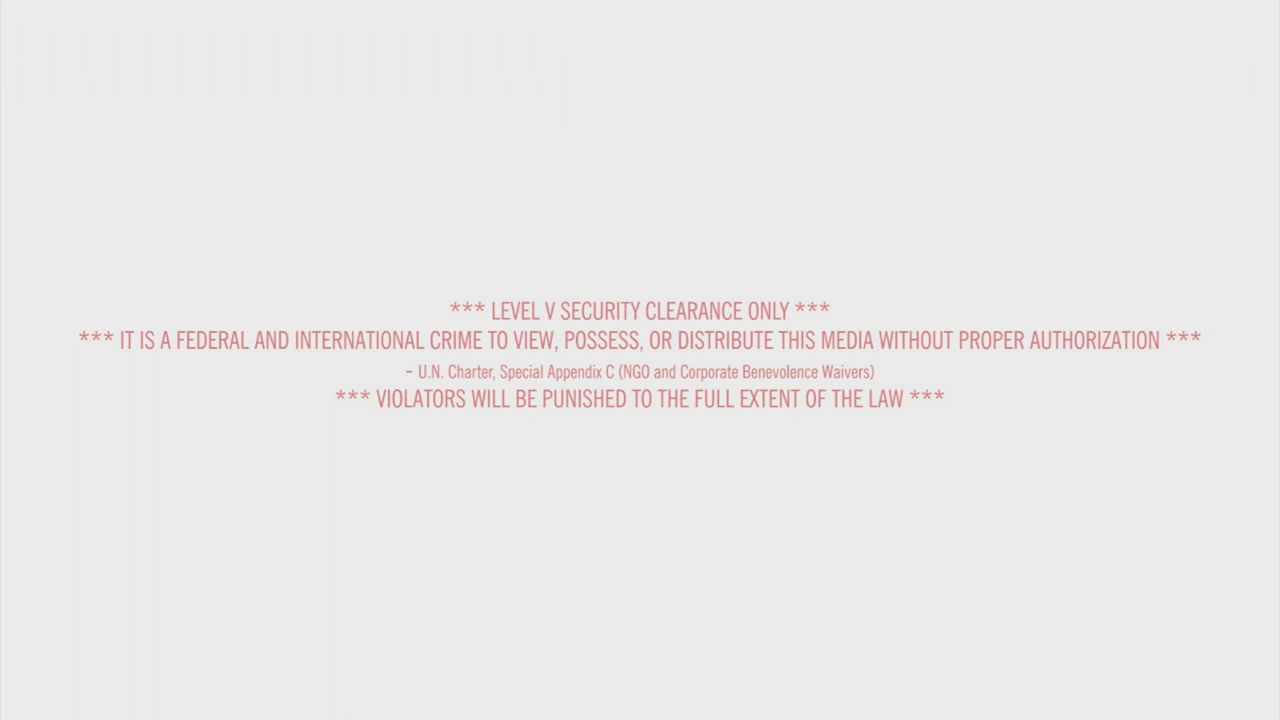 *** LEVEL V SECURITY CLEARANCE ONLY ***
*** IT IS A FEDERAL AND INTERNATIONAL CRIME TO VIEW, POSSESS, OR DISTRIBUTE THIS MEDIA WITHOUT PROPER AUTHORIZATION ***
– U.N. Charter, Special Appendix C (NGO and Corporate Benevolence Waivers)
*** VIOLATORS WILL BE PUNISHED TO THE FULL EXTENT OF THE LAW ***